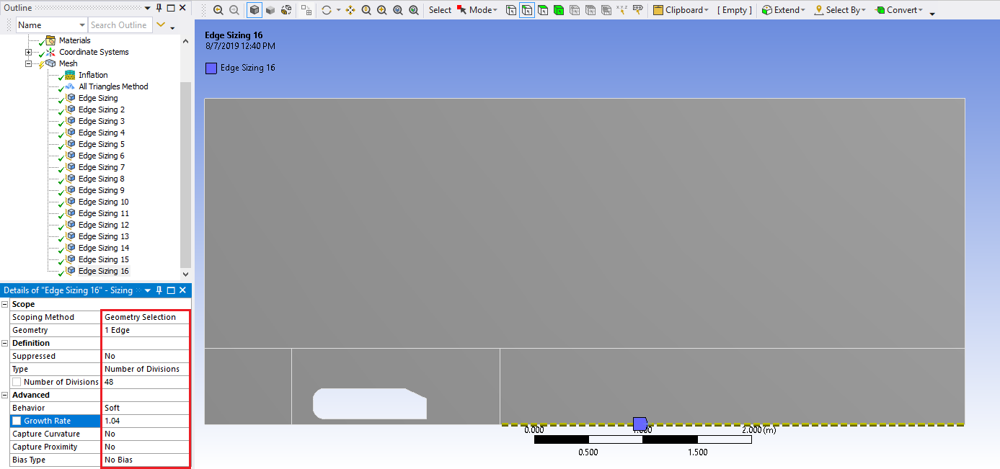 Outline
Name
Search Outline
Select
Mode
X,Y,Z
Clipboard
[ Empty ]
Extend
Select By
Convert
Materials
Coordinate Systems
Mesh
Inflation
All Triangles Method
Edge Sizing
Edge Sizing 2
Edge Sizing 3
Edge Sizing 4
Edge Sizing 5
Edge Sizing 6
Edge Sizing 7
Edge Sizing 8
Edge Sizing 9
Edge Sizing 10
Edge Sizing 11
Edge Sizing 12
Edge Sizing 13
Edge Sizing 14
Edge Sizing 15
Edge Sizing 16
Details of "Edge Sizing 16" - Sizing
Scope
Scoping Method Geometry Selection
Geometry 1 Edge
Definition
Suppressed No
Type Number of Divisions
Number of Divisions 48
Advanced
Behavior Soft
Growth Rate 1.04
Capture Curvature No
Capture Proximity No
Bias Type No Bias
Edge Sizing 16
8/7/2019 12:40 PM
Edge Sizing 16
0.000 1.000 2.000 (m)
0.500 1.500